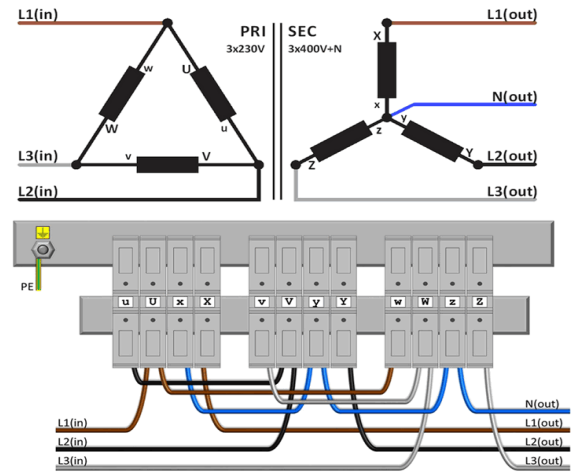 L1(in)
PRI
SEC
3x230V
3x400V+N
L1(out)
X
w
U
N(out)
W
u
x
z
y
L3(in)
v
V
Z
Y
L2(out)
L2(in)
L3(out)
PE
u U x X
v V y Y
w W z Z
L1(in)
L2(in)
L3(in)
N(out)
L1(out)
L2(out)
L3(out)